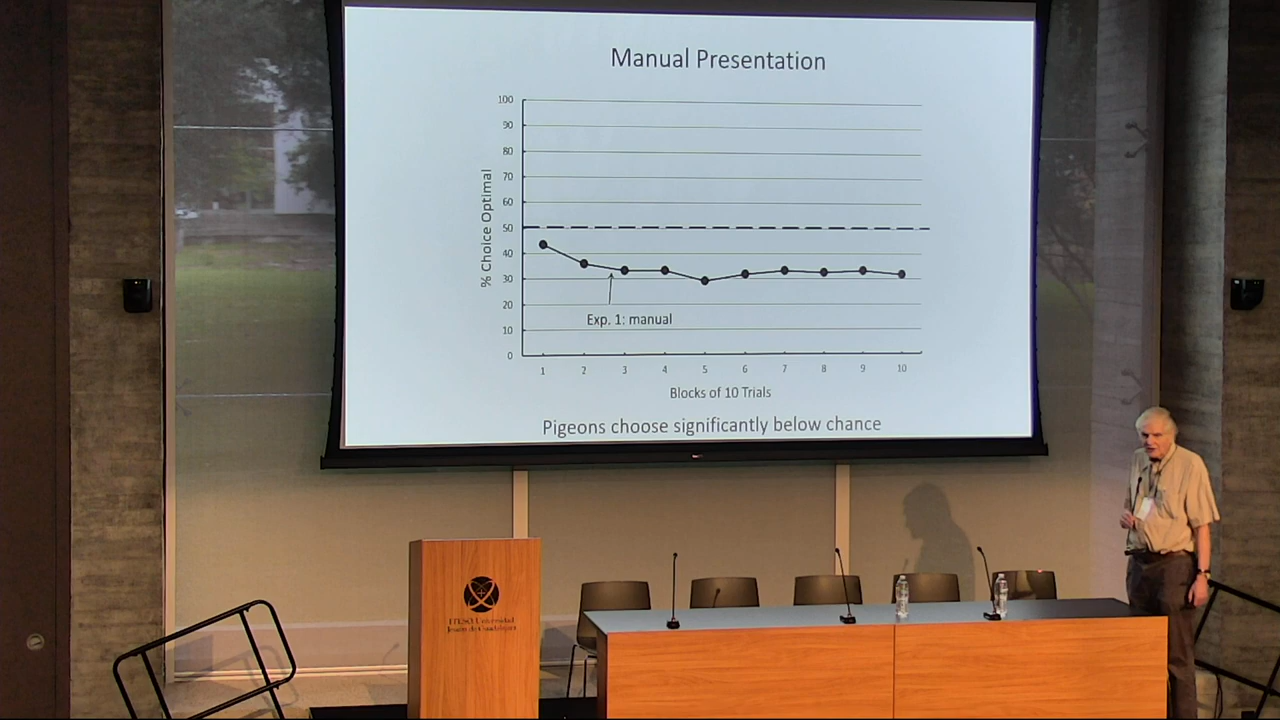 Manual Presentation
100
90
80
70
60
50
40
30
20
10
0
% Choice Optimal
Exp. 1: manual
1 2 3 4 5 6 7 8 9 10
Blocks of 10 Trials
Pigeons choose significantly below chance
ITESO, Universidad
Jesuita de Guadalajara